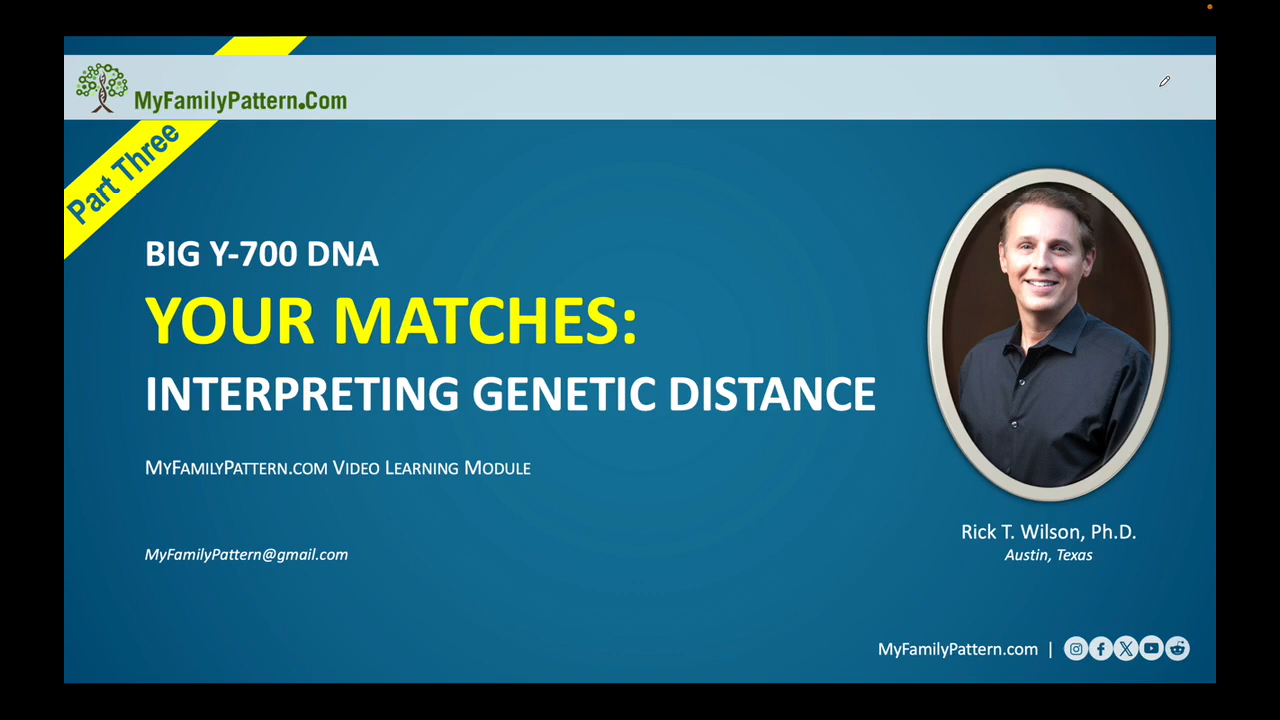 MyFamilyPattern.Com
Part Three
BIG Y-700 DNA
YOUR MATCHES:
INTERPRETING GENETIC DISTANCE
MyFamilyPattern.com Video Learning Module
MyFamilyPattern@gmail.com
Rick T. Wilson, Ph.D.
Austin, Texas
MyFamilyPattern.Com |